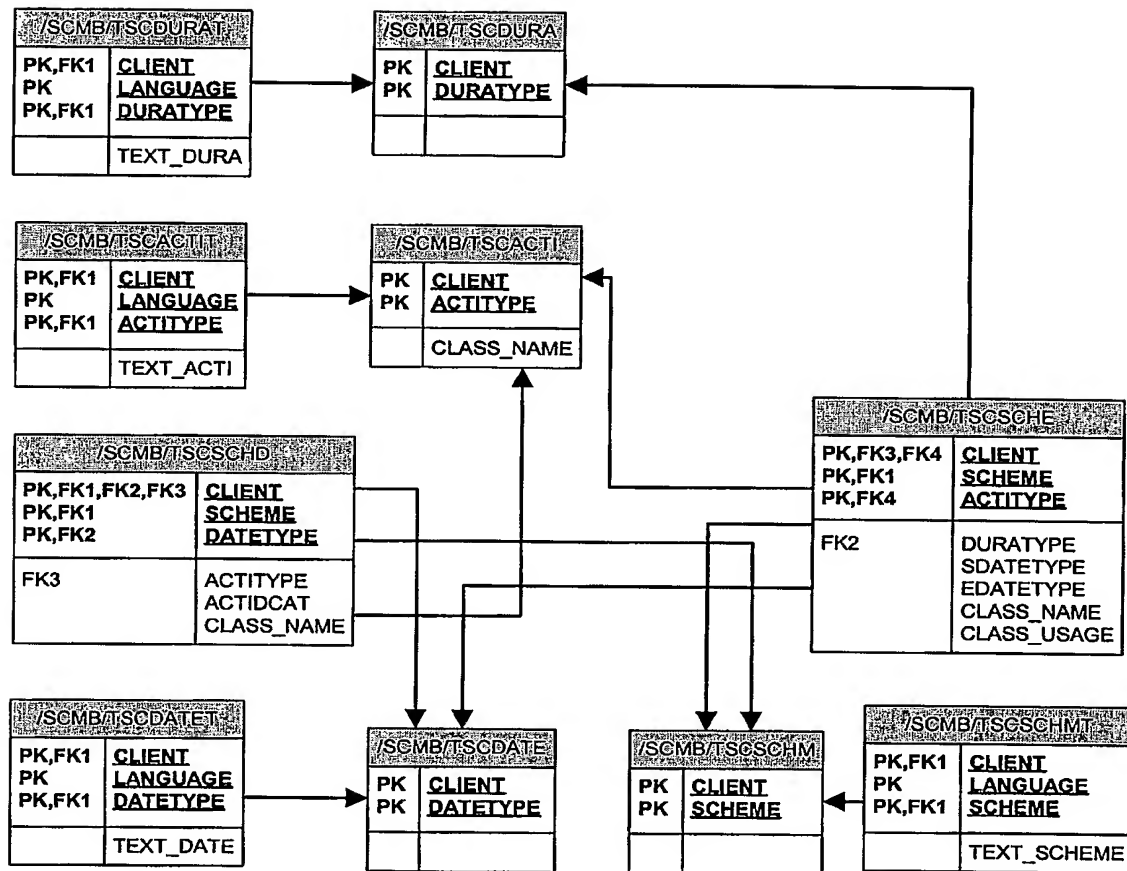 /SCMB/TSCDURAT
PK,FK1 CLIENT
PK LANGUAGE
PK,FK1 DURATYPE
TEXT_DURA
/SCMB/TSCDURA
PK CLIENT
PK DURATYPE
/SCMB/TSCACTIT
PK,FK1 CLIENT
PK LANGUAGE
PK,FK1 ACTITYPE
TEXT_ACTI
/SCMB/TSCACTI
PK CLIENT
PK ACTITYPE
CLASS_NAME
/SCMB/TSCSCHD
PK,FK1,FK2,FK3 CLIENT
PK,FK1 SCHEME
PK,FK2 DATETYPE
FK3 ACTITYPE
ACTIDCAT
CLASS_NAME
/SCMB/TSCSCHE
PK,FK3,FK4 CLIENT
PK,FK1 SCHEME
PK,FK4 ACTITYPE
FK2 DURATYPE
SDATETYPE
EDATETYPE
CLASS_NAME
CLASS_USAGE
/SCMB/TSCDATET
PK,FK1 CLIENT
PK LANGUAGE
PK,FK1 DATETYPE
TEXT_DATE
/SCMB/TSCDATE
PK CLIENT
PK DATETYPE
/SCMB/TSCSCHM
PK CLIENT
PK SCHEME
/SCMB/TSCSCHMT
PK,FK1 CLIENT
PK LANGUAGE
PK,FK1 SCHEME
TEXT_SCHEME